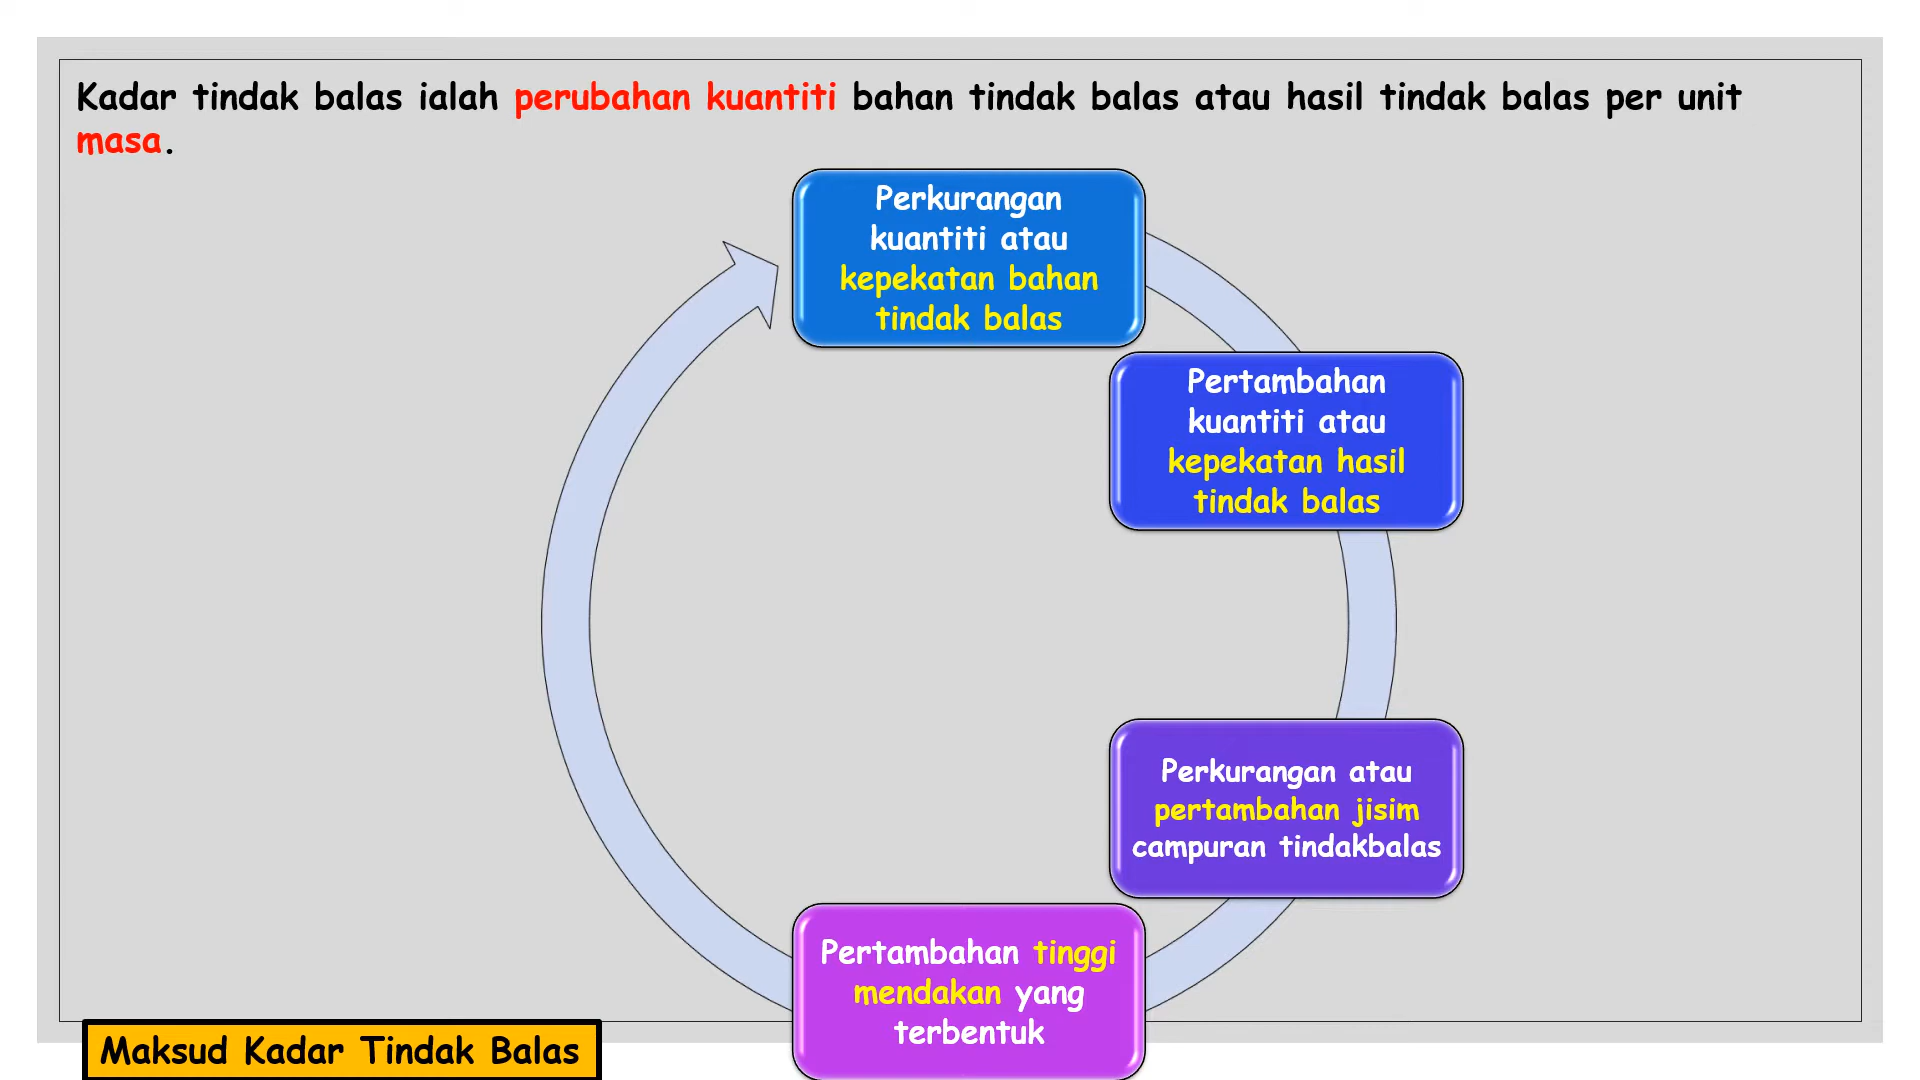 Kadar tindak balas ialah perubahan kuantiti bahan tindak balas atau hasil tindak balas per unit
masa.
Perkurangan
kuantiti atau
kepekatan bahan
tindak balas
Pertambahan
kuantiti atau
kepekatan hasil
tindak balas
Perkurangan atau
pertambahan jisim
campuran tindakbalas
Pertambahan tinggi
mendakan yang
terbentuk
Maksud Kadar Tindak Balas